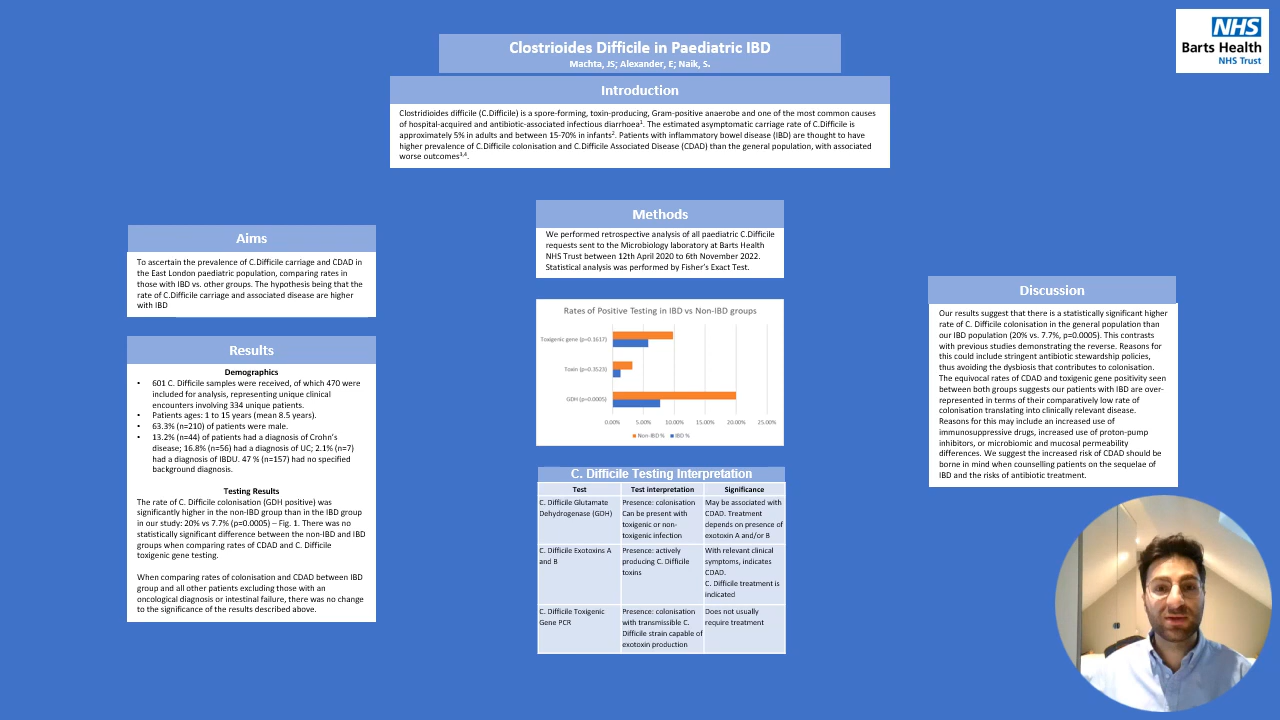 NHS
Barts Health
NHS Trust
Clostrioides Difficile in Paediatric IBD
Machta, JS; Alexander, E; Naik, S.
Introduction
Clostridioides difficile (C.Difficile) is a spore-forming, toxin-producing, Gram-positive anaerobe and one of the most common causes
of hospital-acquired and antibiotic-associated infectious diarrhoea1. The estimated asymptomatic carriage rate of C.Difficile is
approximately 5% in adults and between 15-70% in infants2. Patients with inflammatory bowel disease (IBD) are thought to have
higher prevalence of C.Difficile colonisation and C.Difficile Associated Disease (CDAD) than the general population, with associated
worse outcomes3,4.
Aims
To ascertain the prevalence of C.Difficile carriage and CDAD in
the East London paediatric population, comparing rates in
those with IBD vs. other groups. The hypothesis being that the
rate of C.Difficile carriage and associated disease are higher
with IBD
Results
Demographics
• 601 C. Difficile samples were received, of which 470 were
included for analysis, representing unique clinical
encounters involving 334 unique patients.
• Patients ages: 1 to 15 years (mean 8.5 years).
• 63.3% (n=210) of patients were male.
• 13.2% (n=44) of patients had a diagnosis of Crohn's
disease; 16.8% (n=56) had a diagnosis of UC; 2.1% (n=7)
had a diagnosis of IBDU. 47 % (n=157) had no specified
background diagnosis.
Testing Results
The rate of C. Difficile colonisation (GDH positive) was
significantly higher in the non-IBD group than in the IBD group
in our study: 20% vs 7.7% (p=0.0005) – Fig. 1. There was no
statistically significant difference between the non-IBD and IBD
groups when comparing rates of CDAD and C. Difficile
toxigenic gene testing.
When comparing rates of colonisation and CDAD between IBD
group and all other patients excluding those with an
oncological diagnosis or intestinal failure, there was no change
to the significance of the results described above.
Methods
We performed retrospective analysis of all paediatric C.Difficile
requests sent to the Microbiology laboratory at Barts Health
NHS Trust between 12th April 2020 to 6th November 2022.
Statistical analysis was performed by Fisher's Exact Test.
Rates of Positive Testing in IBD vs Non-IBD groups
Toxigenic gene (p=0.1617)
Toxin (p=0.3523)
GDH (p=0.0005)
0.00% 5.00% 10.00% 15.00% 20.00% 25.00%
Non-IBD % IBD %
C. Difficile Testing Interpretation
Test Test interpretation Significance
C. Difficile Glutamate Presence: colonisation May be associated with
Dehydrogenase (GDH) Can be present with CDAD. Treatment
toxigenic or non- depends on presence of
toxigenic infection exotoxin A and/or B
C. Difficile Exotoxins A Presence: actively With relevant clinical
and B producing C. Difficile symptoms, indicates
toxins CDAD.
C. Difficile treatment is
indicated
C. Difficile Toxigenic Presence: colonisation Does not usually
Gene PCR with transmissible C. require treatment
Difficile strain capable of
exotoxin production
Discussion
Our results suggest that there is a statistically significant higher
rate of C. Difficile colonisation in the general population than
our IBD population (20% vs. 7.7%, p=0.0005). This contrasts
with previous studies demonstrating the reverse. Reasons for
this could include stringent antibiotic stewardship policies,
thus avoiding the dysbiosis that contributes to colonisation.
The equivocal rates of CDAD and toxigenic gene positivity seen
between both groups suggests our patients with IBD are over-
represented in terms of their comparatively low rate of
colonisation translating into clinically relevant disease.
Reasons for this may include an increased use of
immunosuppressive drugs, increased use of proton-pump
inhibitors, or microbiomic and mucosal permeability
differences. We suggest the increased risk of CDAD should be
borne in mind when counselling patients on the sequelae of
IBD and the risks of antibiotic treatment.